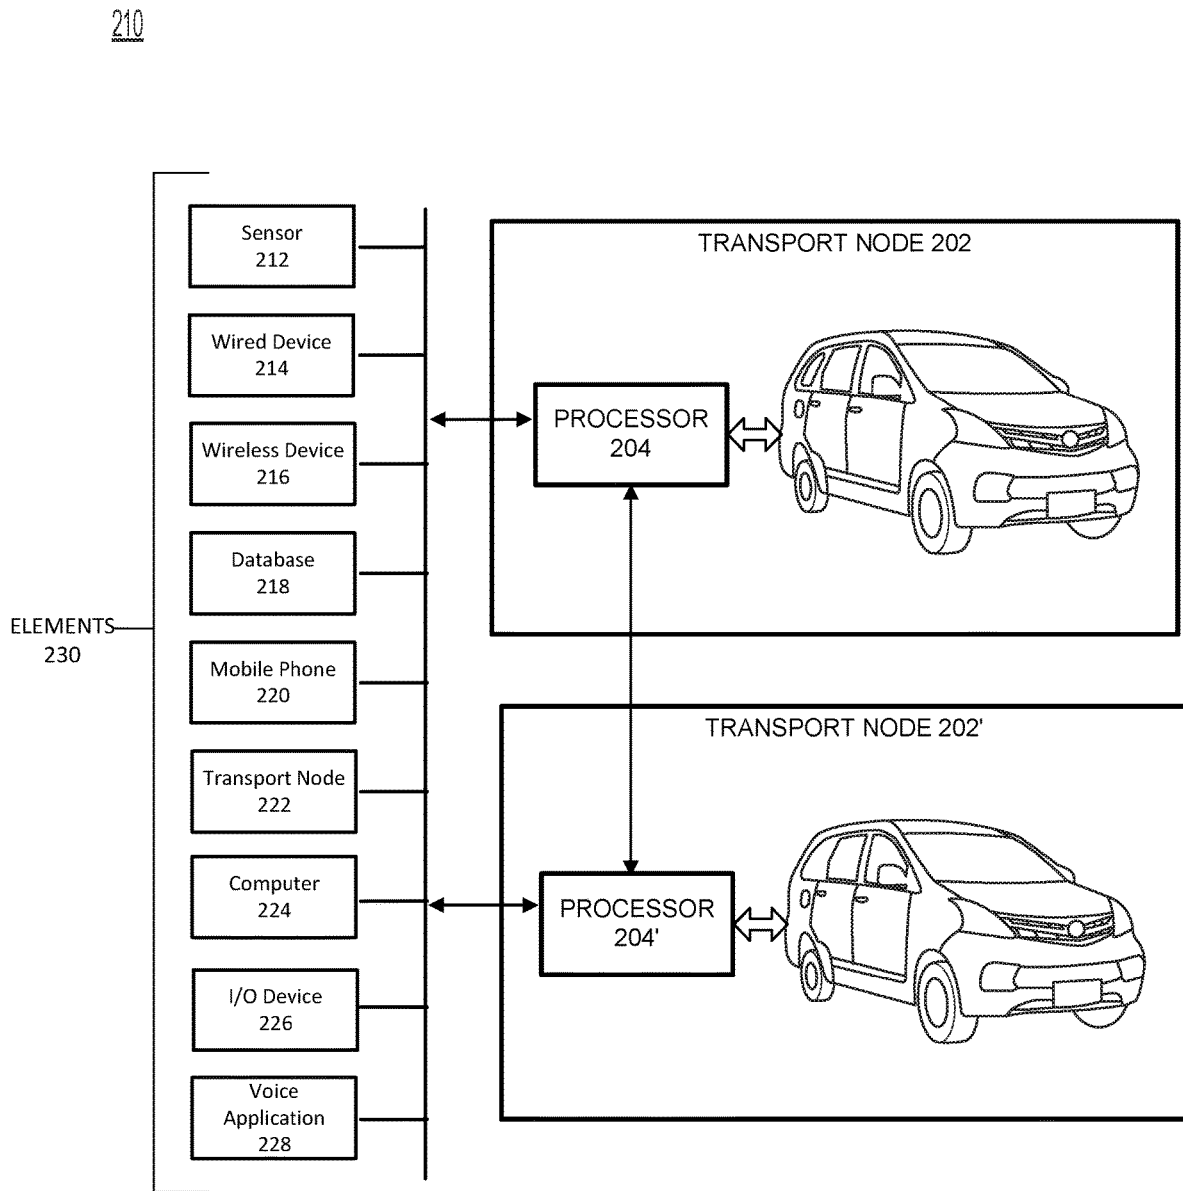 210
Sensor
212
Wired Device
214
Wireless Device
216
Database
218
ELEMENTS
230
Mobile Phone
220
Transport Node
222
Computer
224
I/O Device
226
Voice
Application
228
TRANSPORT NODE 202
PROCESSOR
204
TRANSPORT NODE 202'
PROCESSOR
204'